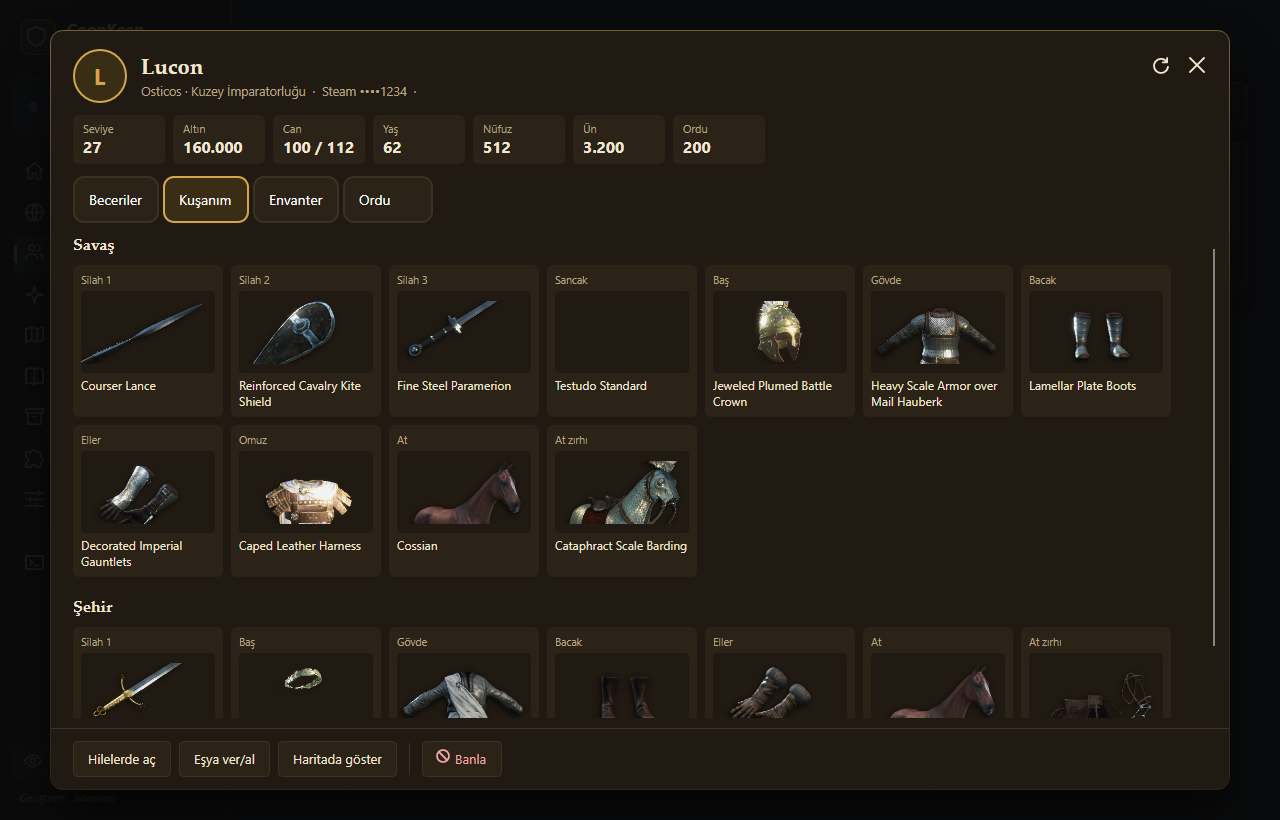 CoopKeep
L
Lucon
Osticos · Kuzey İmparatorluğu · Steam ••••1234 ·
Seviye
27
Altın
160.000
Can
100 / 112
Yaş
62
Nüfuz
512
Ün
3.200
Ordu
200
Beceriler
Kuşanım
Envanter
Ordu
Savaş
Silah 1
Courser Lance
Silah 2
Reinforced Cavalry Kite
Shield
Silah 3
Fine Steel Paramerion
Sancak
Testudo Standard
Baş
Jeweled Plumed Battle
Crown
Gövde
Heavy Scale Armor over
Mail Hauberk
Bacak
Lamellar Plate Boots
Eller
Decorated Imperial
Gauntlets
Omuz
Caped Leather Harness
At
Cossian
At zırhı
Cataphract Scale Barding
Şehir
Silah 1
Baş
Gövde
Bacak
Eller
At
At zırhı
Hilelerde aç
Eşya ver/al
Haritada göster
Banla